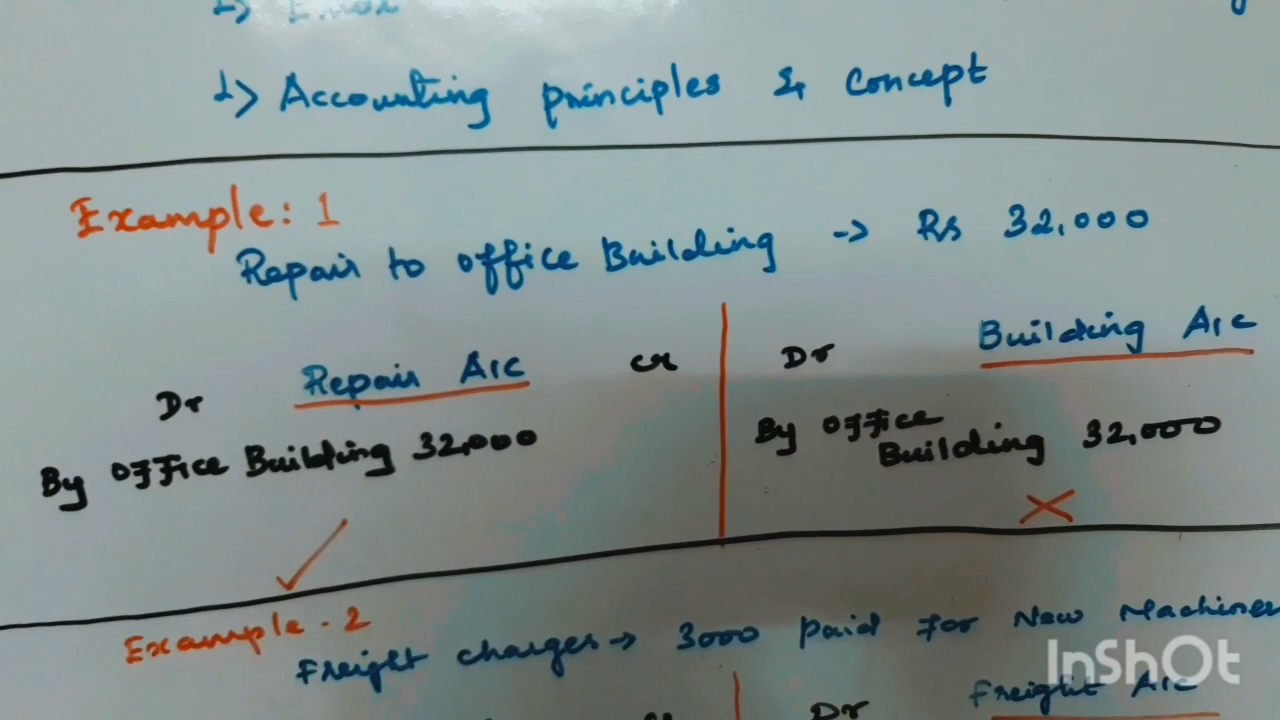 1) Accounting principles & concept
Example: 1
Repair to office Building -> Rs 32,000
Dr Repair A/c Cr
By office Building 32,000
Dr Building A/c
By office
Building 32,000
Example - 2
Freight charges -> 3000 paid for New Machines
Dr Freight A/c
InShOt